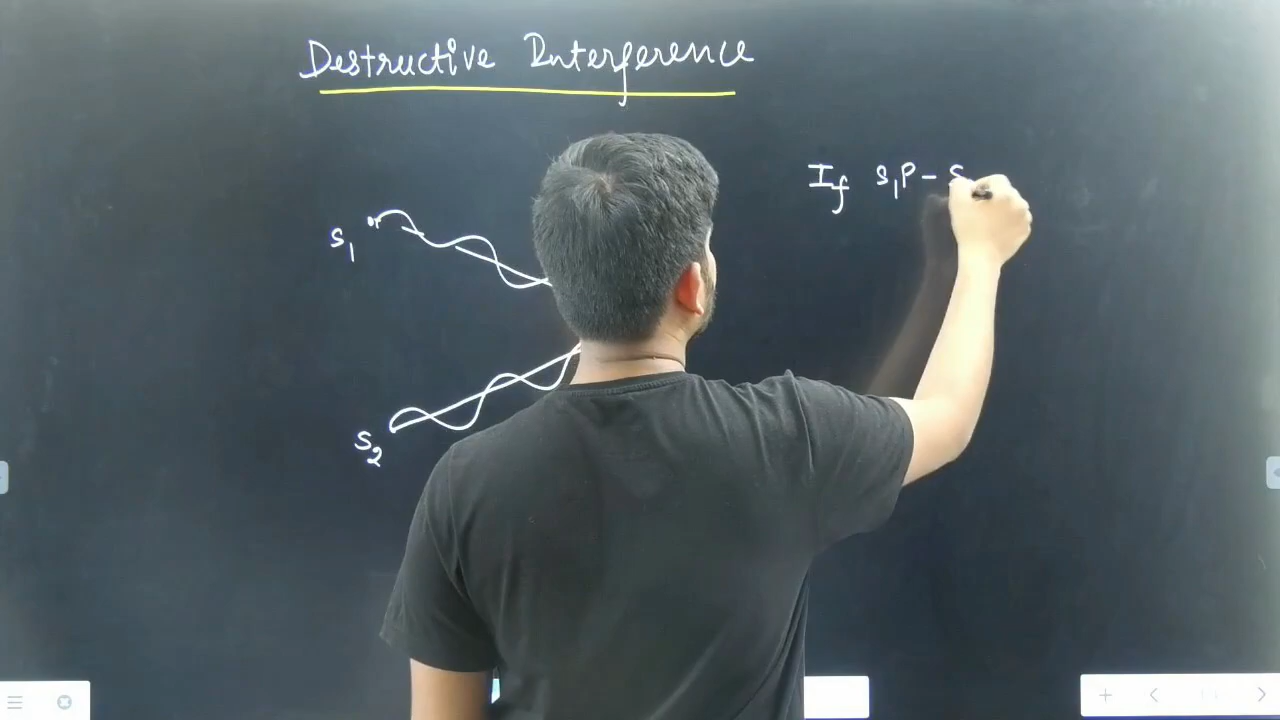 Destructive Interference
If S₁P - S
S₁
S₂